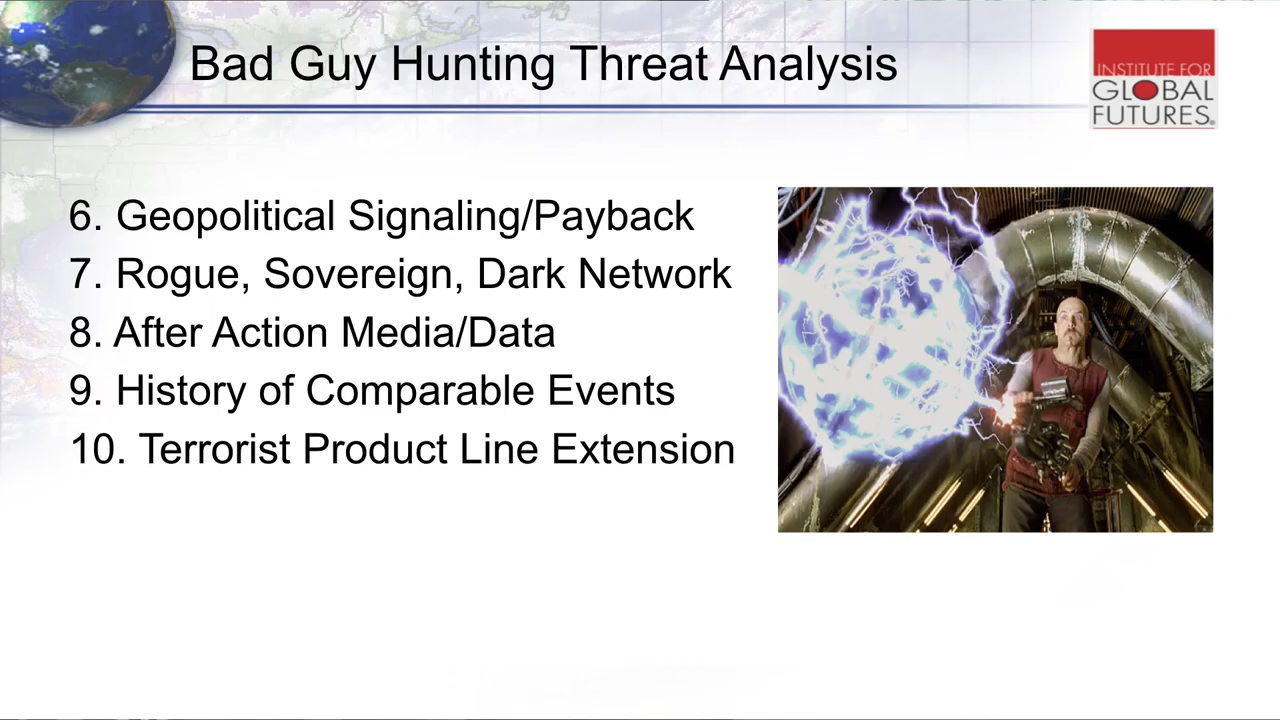 Bad Guy Hunting Threat Analysis
INSTITUTE FOR
GLOBAL
FUTURES®
6. Geopolitical Signaling/Payback
7. Rogue, Sovereign, Dark Network
8. After Action Media/Data
9. History of Comparable Events
10. Terrorist Product Line Extension